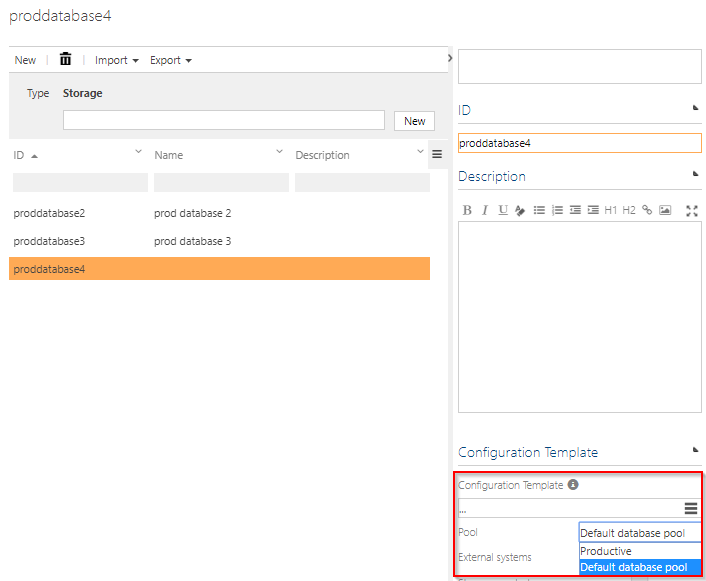 proddatabase4
New Import Export
Type Storage
New
ID Name Description
proddatabase2 prod database 2
proddatabase3 prod database 3
proddatabase4
ID
proddatabase4
Description
B I U H1 H2
Configuration Template
Configuration Template
...
Pool Default database pool
Productive
External systems
Default database pool